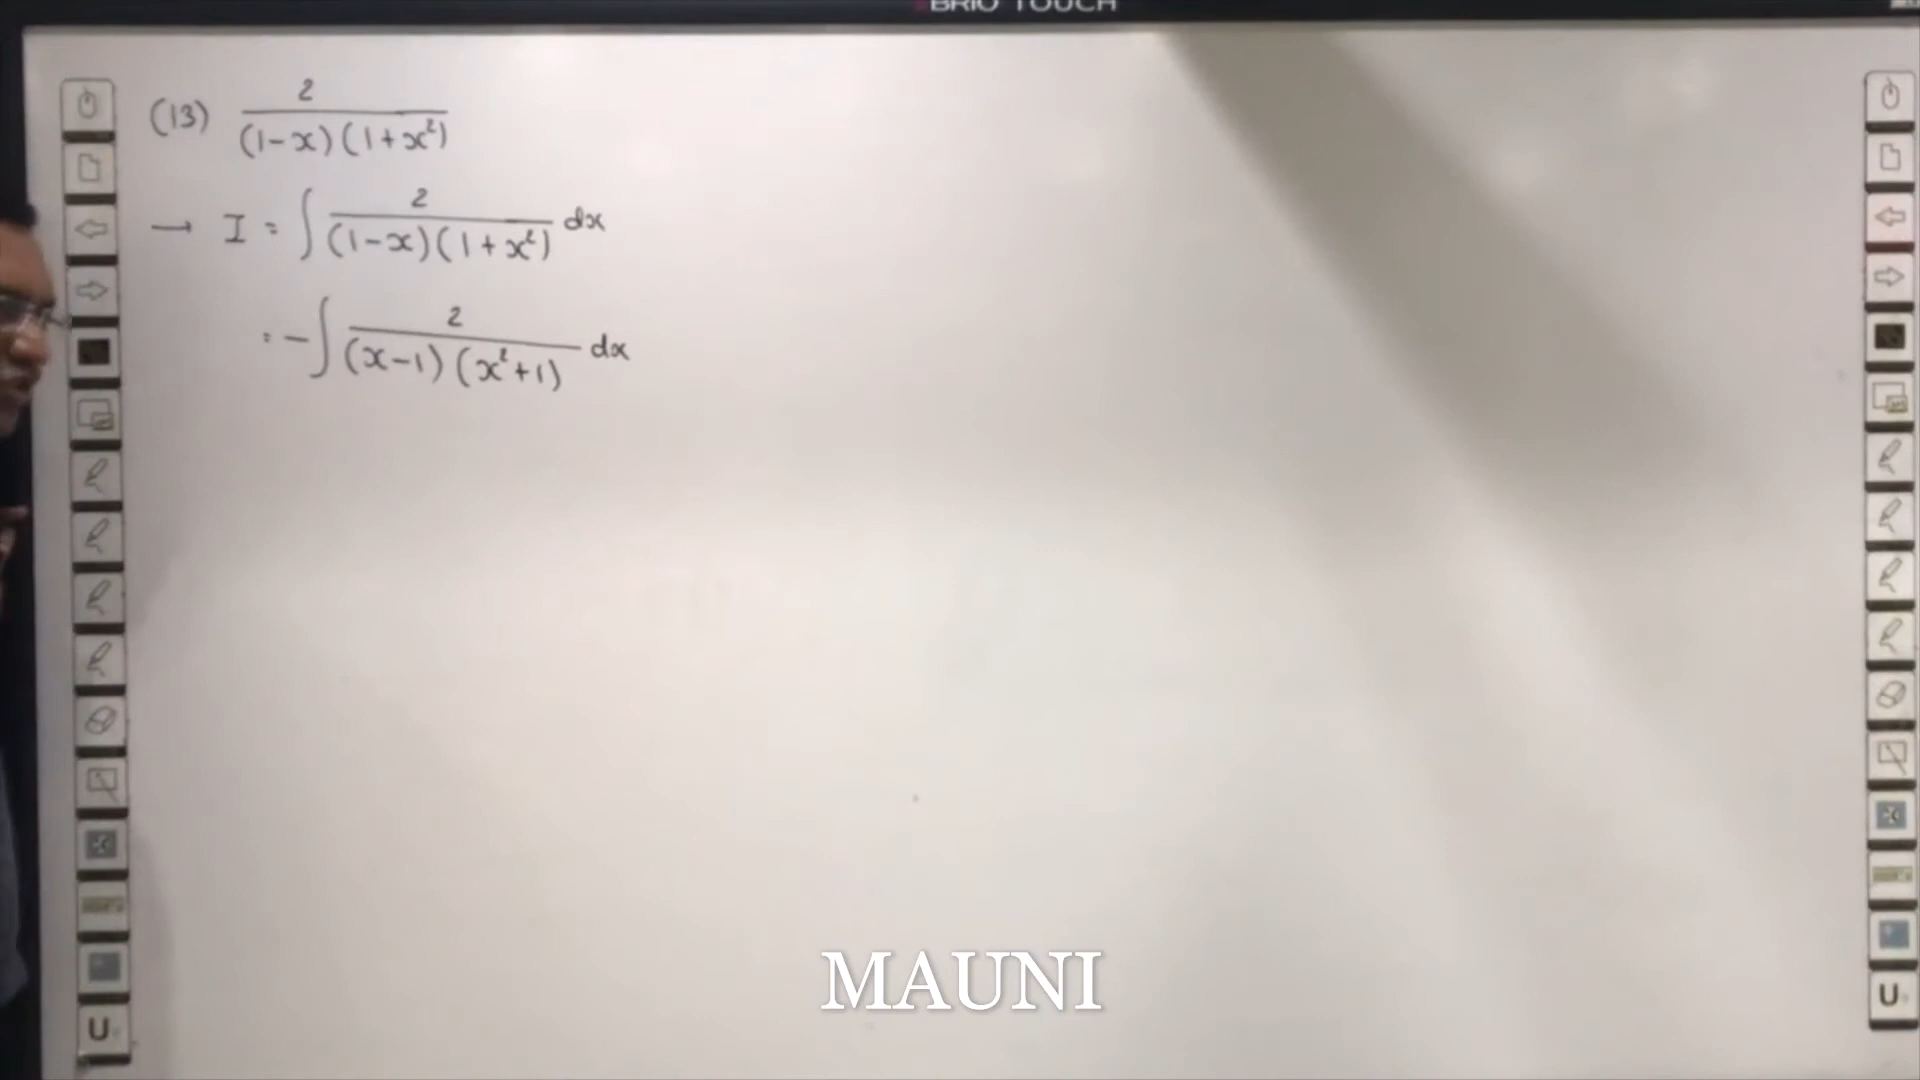 BRIO TOUCH
(13) 2/((1-x)(1+x²))
→ I = ∫ 2/((1-x)(1+x²)) dx
= - ∫ 2/((x-1)(x²+1)) dx
MAUNI
U
U